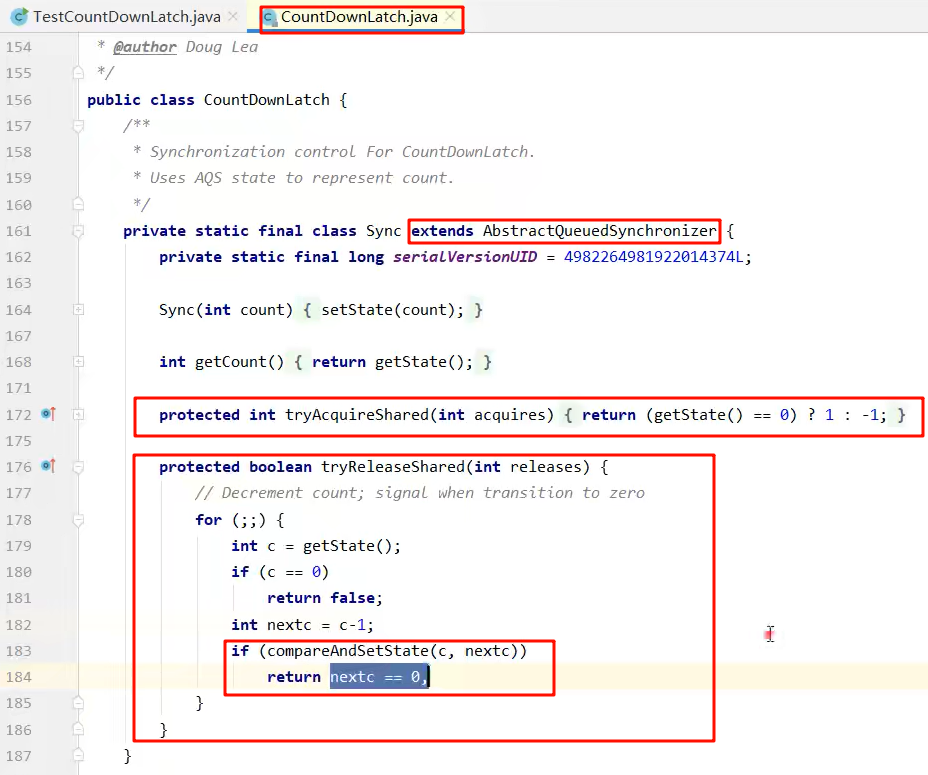 TestCountDownLatch.java × CountDownLatch.java ×
154 * @author Doug Lea
155 */
156 public class CountDownLatch {
157 /**
158 * Synchronization control For CountDownLatch.
159 * Uses AQS state to represent count.
160 */
161 private static final class Sync extends AbstractQueuedSynchronizer {
162 private static final long serialVersionUID = 4982264981922014374L;
163
164 Sync(int count) { setState(count); }
167
168 int getCount() { return getState(); }
171
172 protected int tryAcquireShared(int acquires) { return (getState() == 0) ? 1 : -1; }
175
176 protected boolean tryReleaseShared(int releases) {
177 // Decrement count; signal when transition to zero
178 for (;;) {
179 int c = getState();
180 if (c == 0)
181 return false;
182 int nextc = c-1;
183 if (compareAndSetState(c, nextc))
184 return nextc == 0;
185 }
186 }
187 }